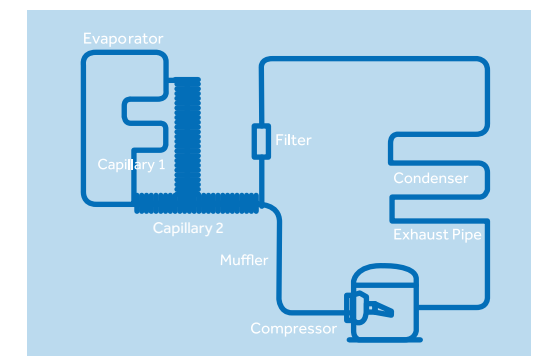 Evaporator
Filter
Capillary 1
Condenser
Capillary 2
Exhaust Pipe
Muffler
Compressor